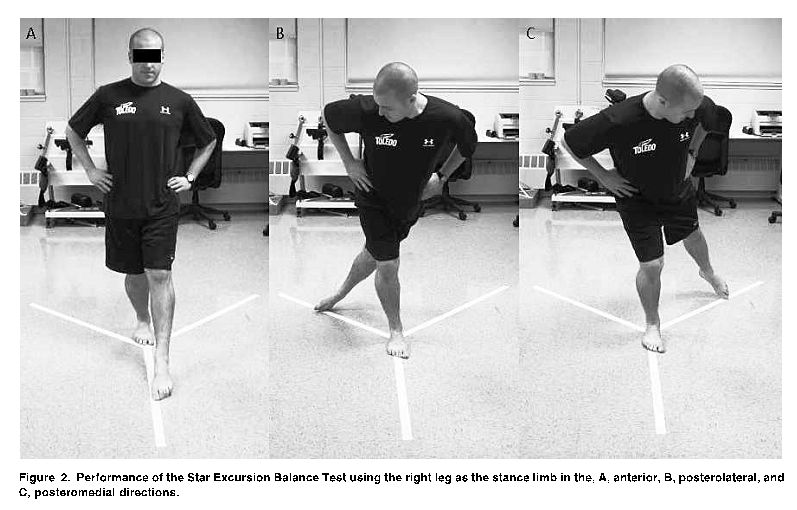 A
B
C
TOLEDO
TOLEDO
TOLEDO
Figure 2. Performance of the Star Excursion Balance Test using the right leg as the stance limb in the, A, anterior, B, posterolateral, and
C, posteromedial directions.